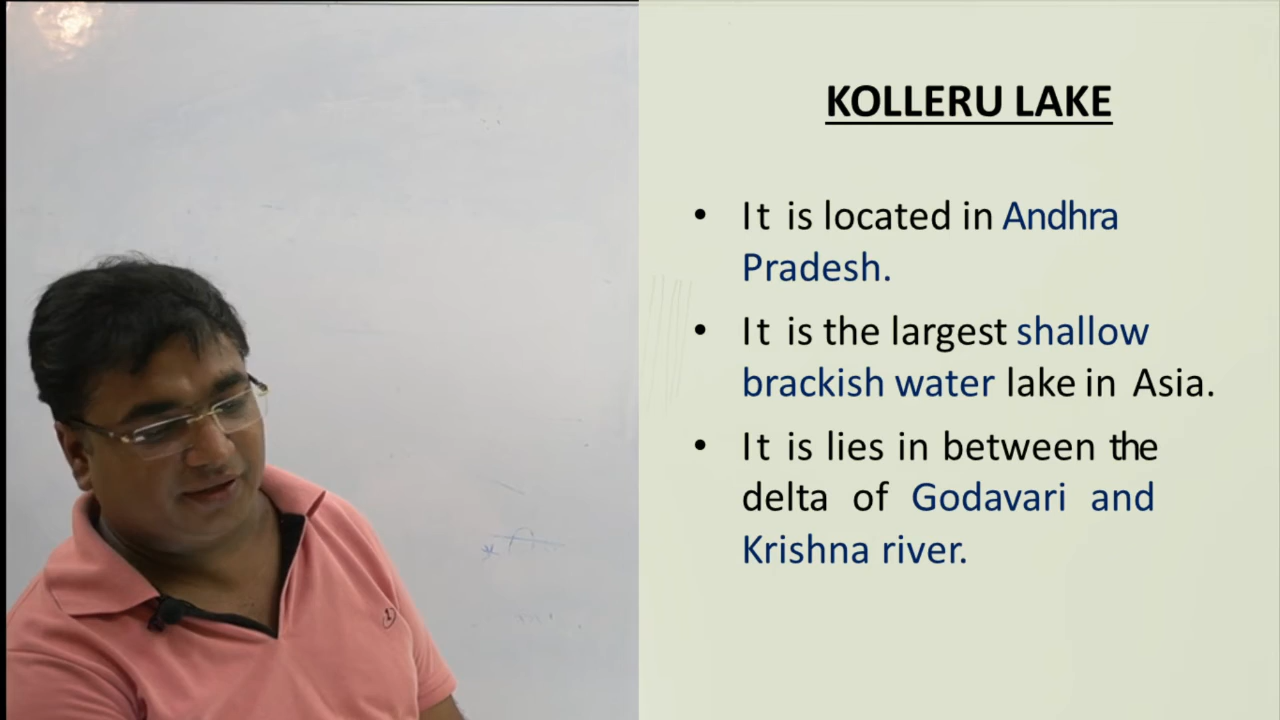 KOLLERU LAKE
• It is located in Andhra
Pradesh.
• It is the largest shallow
brackish water lake in Asia.
• It is lies in between the
delta of Godavari and
Krishna river.